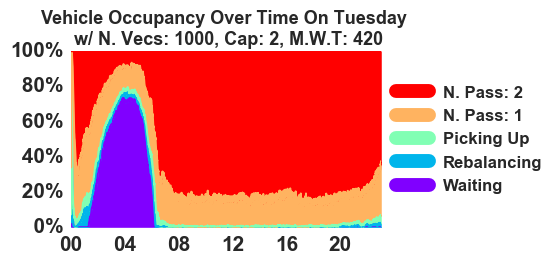 Vehicle Occupancy Over Time On Tuesday
w/ N. Vecs: 1000, Cap: 2, M.W.T: 420
100%
80%
60%
40%
20%
0%
00 04 08 12 16 20
N. Pass: 2
N. Pass: 1
Picking Up
Rebalancing
Waiting